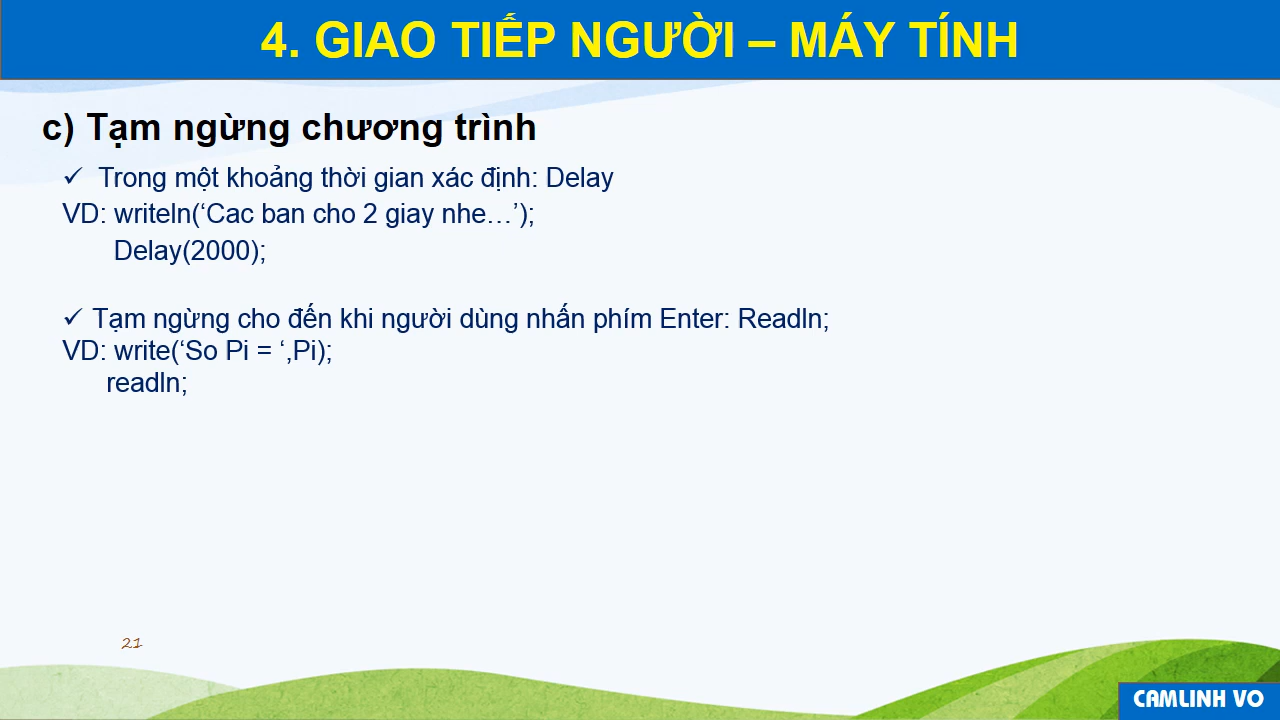 4. GIAO TIẾP NGƯỜI – MÁY TÍNH
c) Tạm ngừng chương trình
✓ Trong một khoảng thời gian xác định: Delay
VD: writeln(‘Cac ban cho 2 giay nhe…’);
Delay(2000);
✓ Tạm ngừng cho đến khi người dùng nhấn phím Enter: Readln;
VD: write(‘So Pi = ‘,Pi);
readln;
21
CAMLINH VO